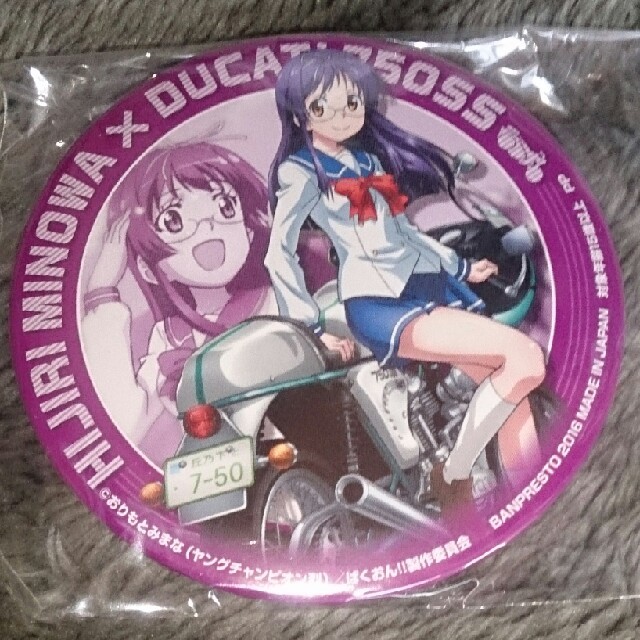 HIJIRI MINOWA × DUCATI 750SS
7-50
©おりもとみまな(ヤングチャンピオン烈)/ばくおん!!製作委員会
BANPRESTO 2016 MADE IN JAPAN